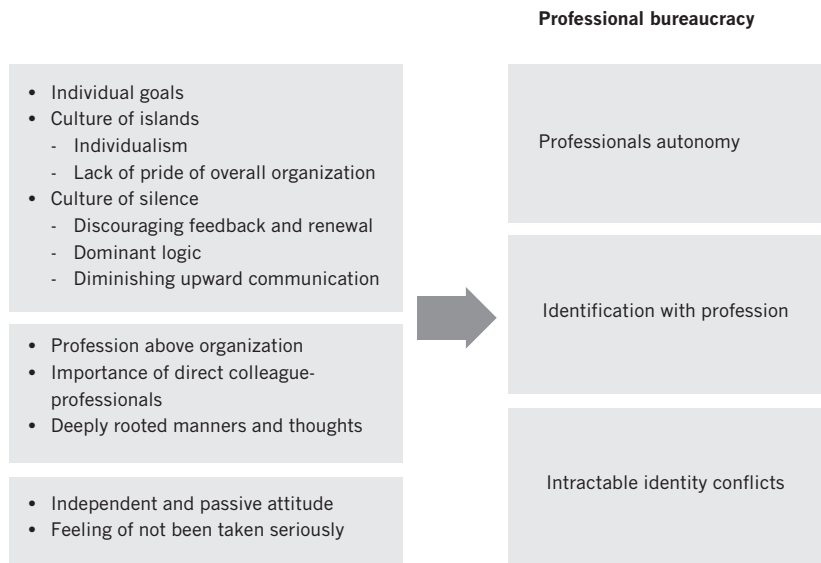 Professional bureaucracy
• Individual goals
• Culture of islands
- Individualism
- Lack of pride of overall organization
• Culture of silence
- Discouraging feedback and renewal
- Dominant logic
- Diminishing upward communication
• Profession above organization
• Importance of direct colleague-
professionals
• Deeply rooted manners and thoughts
• Independent and passive attitude
• Feeling of not been taken seriously
Professionals autonomy
Identification with profession
Intractable identity conflicts